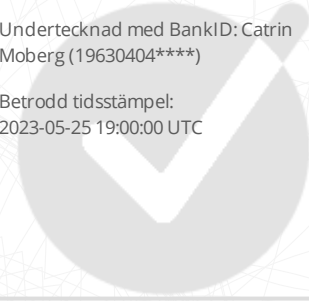 Undertecknad med BankID: Catrin
Moberg (19630404****)
Betrodd tidsstämpel:
2023-05-25 19:00:00 UTC